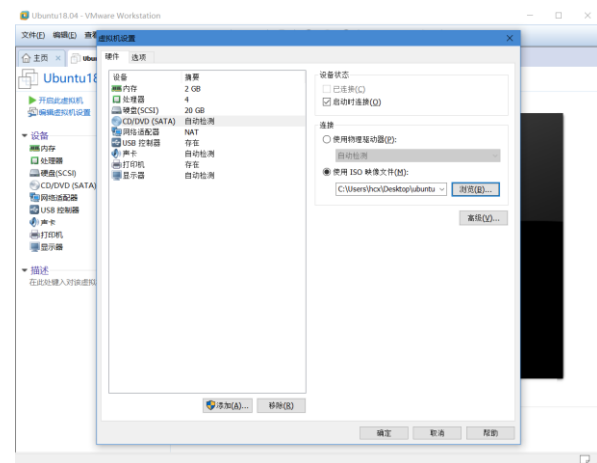 Ubuntu18.04 - VMware Workstation
文件(F) 编辑(E) 查看
虚拟机设置
主页
硬件 选项
Ubuntu18
开启此虚拟机
编辑虚拟机设置
设备
内存
处理器
硬盘(SCSI)
CD/DVD (SATA)
网络适配器
USB 控制器
声卡
打印机
显示器
描述
在此处键入对该虚拟
设备 摘要
内存 2 GB
处理器 4
硬盘(SCSI) 20 GB
CD/DVD (SATA) 自动检测
网络适配器 NAT
USB 控制器 存在
声卡 自动检测
打印机 存在
显示器 自动检测
添加(A)... 移除(R)
设备状态
已连接(C)
启动时连接(O)
连接
使用物理驱动器(P):
自动检测
使用 ISO 映像文件(M):
C:\Users\hcx\Desktop\ubuntu 浏览(B)...
高级(V)...
确定 取消 帮助